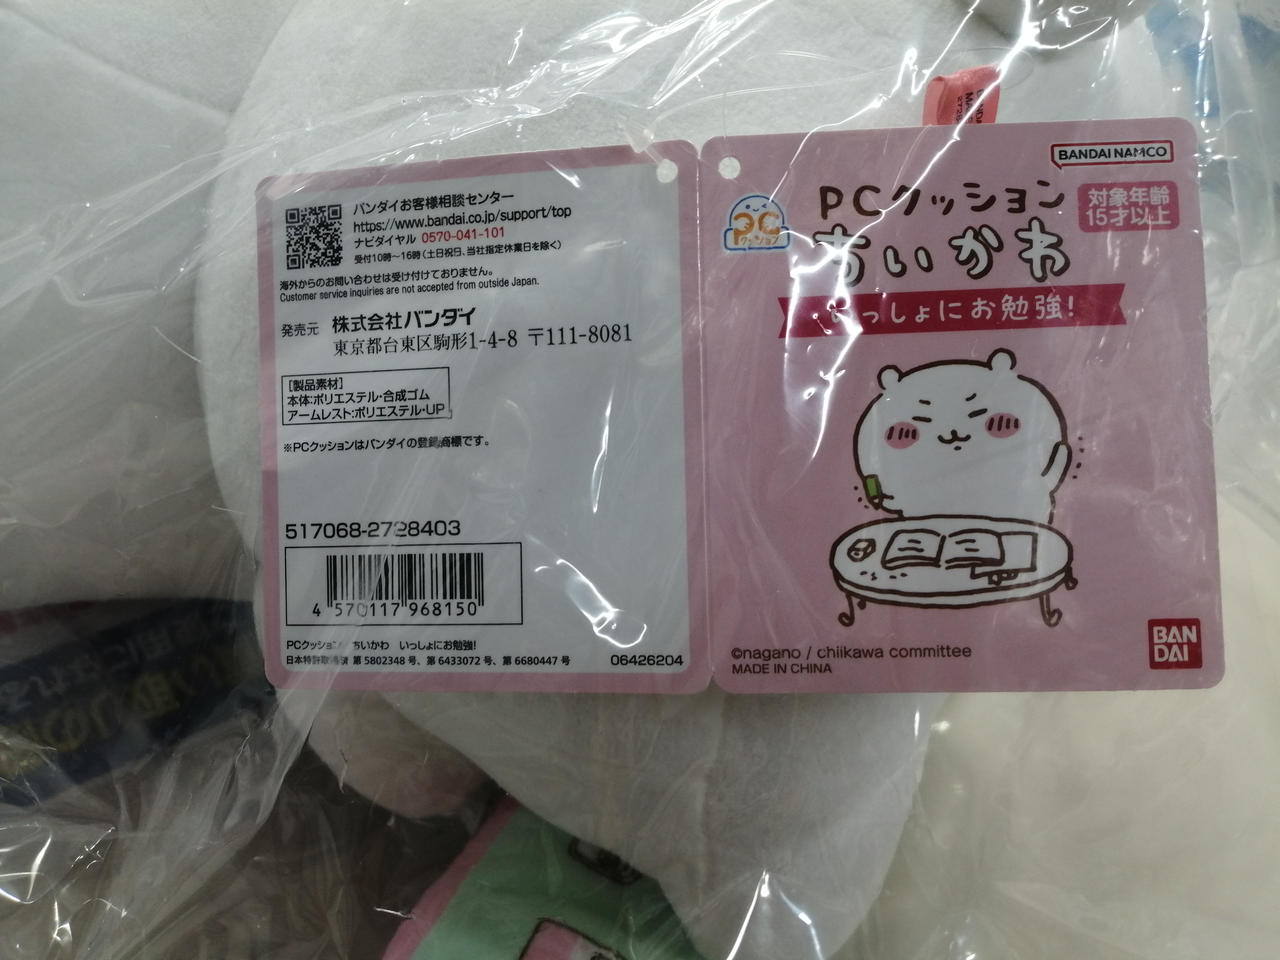 バンダイお客様相談センター
https://www.bandai.co.jp/support/top
ナビダイヤル 0570-041-101
受付10時～16時(土日祝日、当社指定休業日を除く)
海外からのお問い合わせは受け付けておりません。
Customer service inquiries are not accepted from outside Japan.
発売元 株式会社バンダイ
東京都台東区駒形1-4-8 〒111-8081
[製品素材]
本体:ポリエステル・合成ゴム
アームレスト:ポリエステル・UP
※PCクッションはバンダイの登録商標です。
517068-2728403
4 570117 968150
PCクッション ちいかわ いっしょにお勉強!
日本特許取得済 第5802348号、第6433072号、第6680447号 06426204
BANDAI NAMCO
PCクッション
対象年齢
15才以上
PC
クッション
ちいかわ
いっしょにお勉強!
©nagano / chiikawa committee
MADE IN CHINA
BAN
DAI